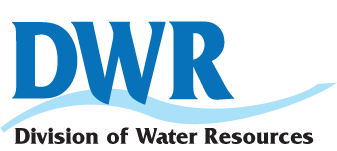 DWR
Division of Water Resources